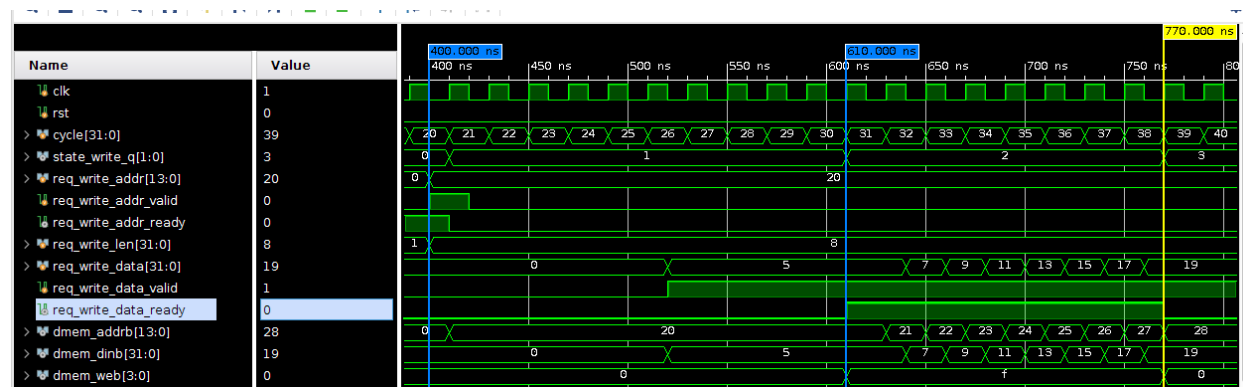 770.000 ns
400.000 ns 610.000 ns
Name Value 400 ns 450 ns 500 ns 550 ns 600 ns 650 ns 700 ns 750 ns 80
clk 1
rst 0
cycle[31:0] 39 20 21 22 23 24 25 26 27 28 29 30 31 32 33 34 35 36 37 38 39 40
state_write_q[1:0] 3 0 1 2 3
req_write_addr[13:0] 20 0 20
req_write_addr_valid 0
req_write_addr_ready 0
req_write_len[31:0] 8 1 8
req_write_data[31:0] 19 0 5 7 9 11 13 15 17 19
req_write_data_valid 1
req_write_data_ready 0
dmem_addrb[13:0] 28 0 20 21 22 23 24 25 26 27 28
dmem_dinb[31:0] 19 0 5 7 9 11 13 15 17 19
dmem_web[3:0] 0 0 f 0